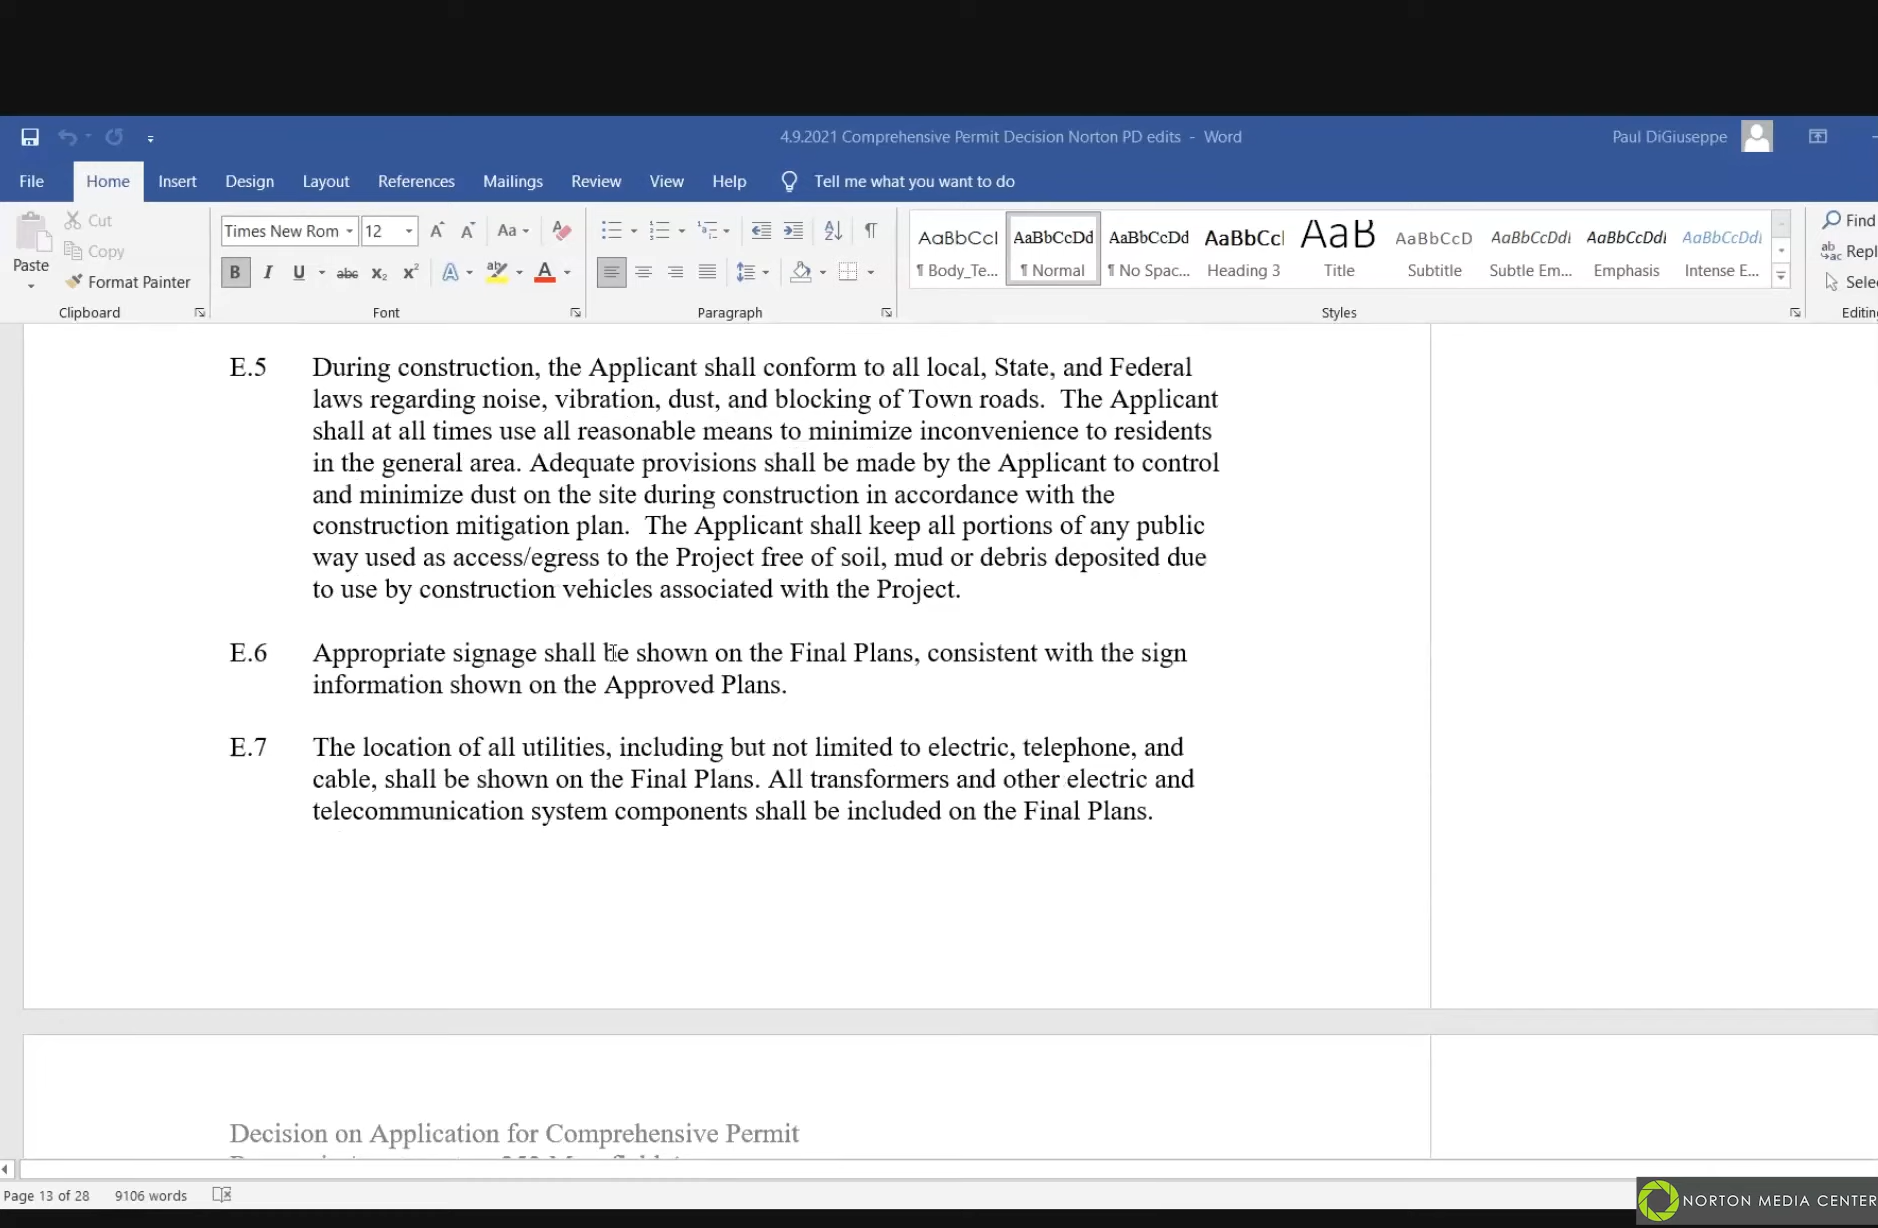 4.9.2021 Comprehensive Permit Decision Norton PD edits - Word
Paul DiGiuseppe
File Home Insert Design Layout References Mailings Review View Help Tell me what you want to do
Paste
Cut
Copy
Format Painter
Clipboard
Times New Rom 12
Font
Paragraph
AaBbCcI AaBbCcDd AaBbCcDd AaBbCcI AaB AaBbCcD AaBbCcDdI AaBbCcDdI AaBbCcDdI
¶ Body_Te... ¶ Normal ¶ No Spac... Heading 3 Title Subtitle Subtle Em... Emphasis Intense E...
Styles
Find
Repl
Sele
Editin
E.5 During construction, the Applicant shall conform to all local, State, and Federal
laws regarding noise, vibration, dust, and blocking of Town roads. The Applicant
shall at all times use all reasonable means to minimize inconvenience to residents
in the general area. Adequate provisions shall be made by the Applicant to control
and minimize dust on the site during construction in accordance with the
construction mitigation plan. The Applicant shall keep all portions of any public
way used as access/egress to the Project free of soil, mud or debris deposited due
to use by construction vehicles associated with the Project.
E.6 Appropriate signage shall be shown on the Final Plans, consistent with the sign
information shown on the Approved Plans.
E.7 The location of all utilities, including but not limited to electric, telephone, and
cable, shall be shown on the Final Plans. All transformers and other electric and
telecommunication system components shall be included on the Final Plans.
Decision on Application for Comprehensive Permit
Page 13 of 28 9106 words
NORTON MEDIA CENTER